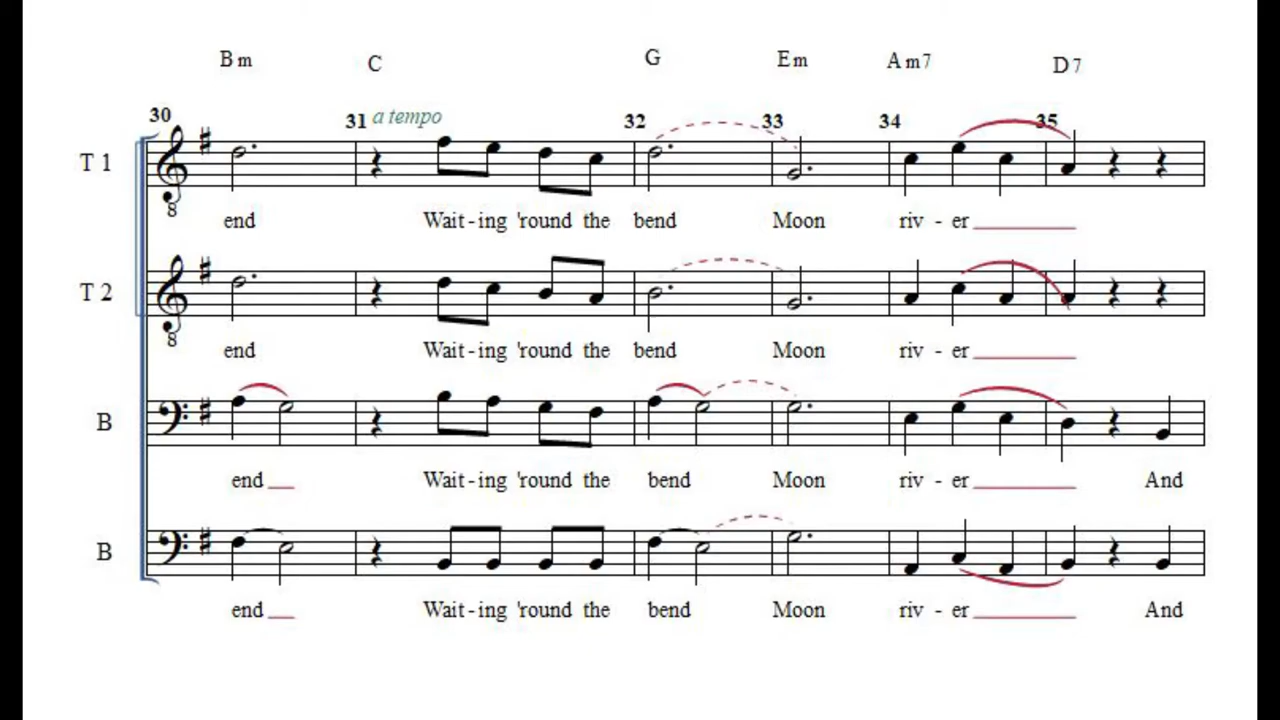 Bm C G Em Am7 D7
30 31 a tempo 32 33 34 35
T 1
8
end Wait - ing 'round the bend Moon riv - er
T 2
8
end Wait - ing 'round the bend Moon riv - er
B
end Wait - ing 'round the bend Moon riv - er And
B
end Wait - ing 'round the bend Moon riv - er And